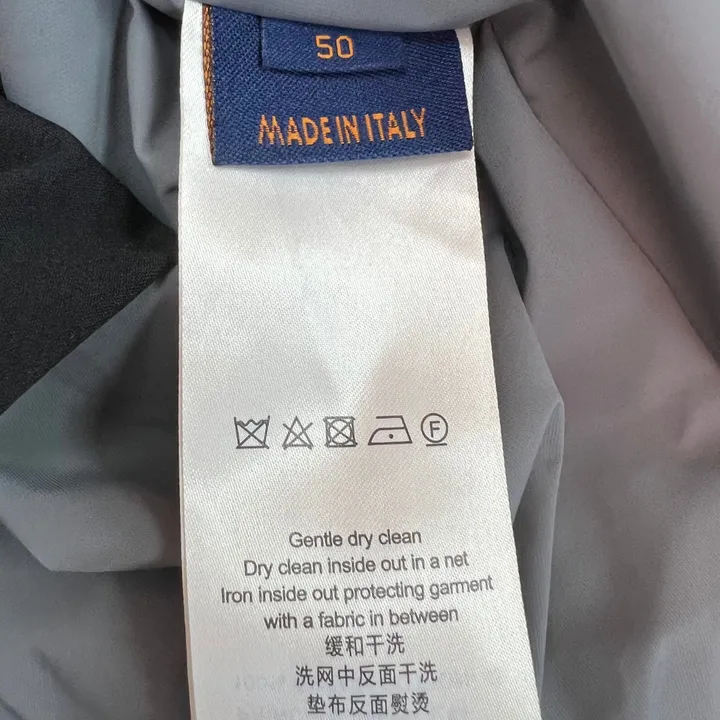 50
MADE IN ITALY
F
Gentle dry clean
Dry clean inside out in a net
Iron inside out protecting garment
with a fabric in between
缓和干洗
洗网中反面干洗
垫布反面熨烫